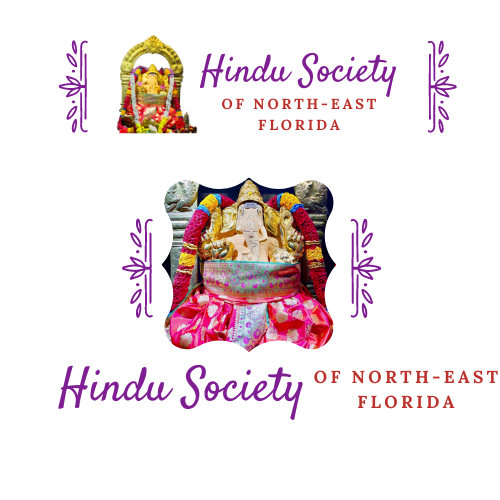 Hindu Society
OF NORTH-EAST
FLORIDA
Hindu Society
OF NORTH-EAST
FLORIDA